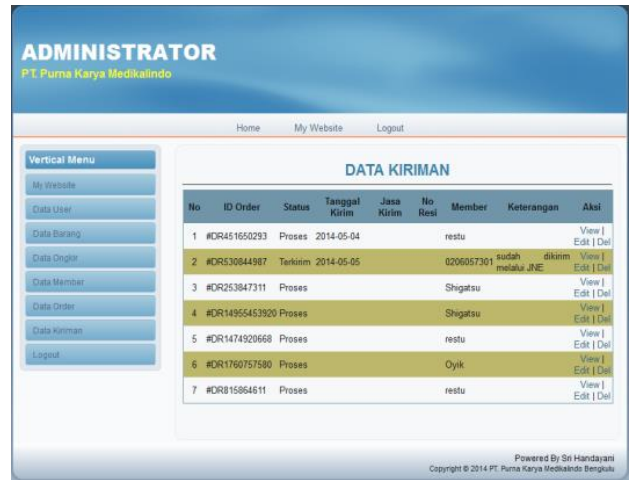 ADMINISTRATOR
PT. Purna Karya Medikalindo
Home My Website Logout
Vertical Menu
My Website
Data User
Data Barang
Data Ongkir
Data Member
Data Order
Data Kiriman
Logout
DATA KIRIMAN
No ID Order Status Tanggal Kirim Jasa Kirim No Resi Member Keterangan Aksi
1 #DR451650293 Proses 2014-05-04 restu View | Edit | Del
2 #DR530844987 Terkirim 2014-05-05 0206057301 sudah dikirim melalui JNE View | Edit | Del
3 #DR253847311 Proses Shigatsu View | Edit | Del
4 #DR14955453920 Proses Shigatsu View | Edit | Del
5 #DR1474920668 Proses restu View | Edit | Del
6 #DR1760757580 Proses Oyik View | Edit | Del
7 #DR815864611 Proses restu View | Edit | Del
Powered By Sri Handayani
Copyright © 2014 PT. Purna Karya Medikalindo Bengkulu